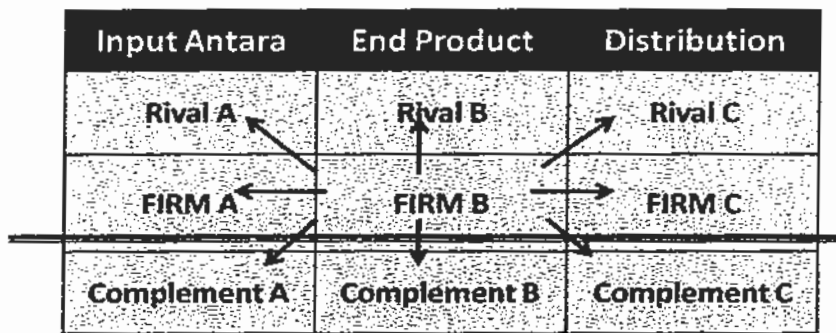 Input Antara End Product Distribution
Rival A Rival B Rival C
FIRM A FIRM B FIRM C
Complement A Complement B Complement C